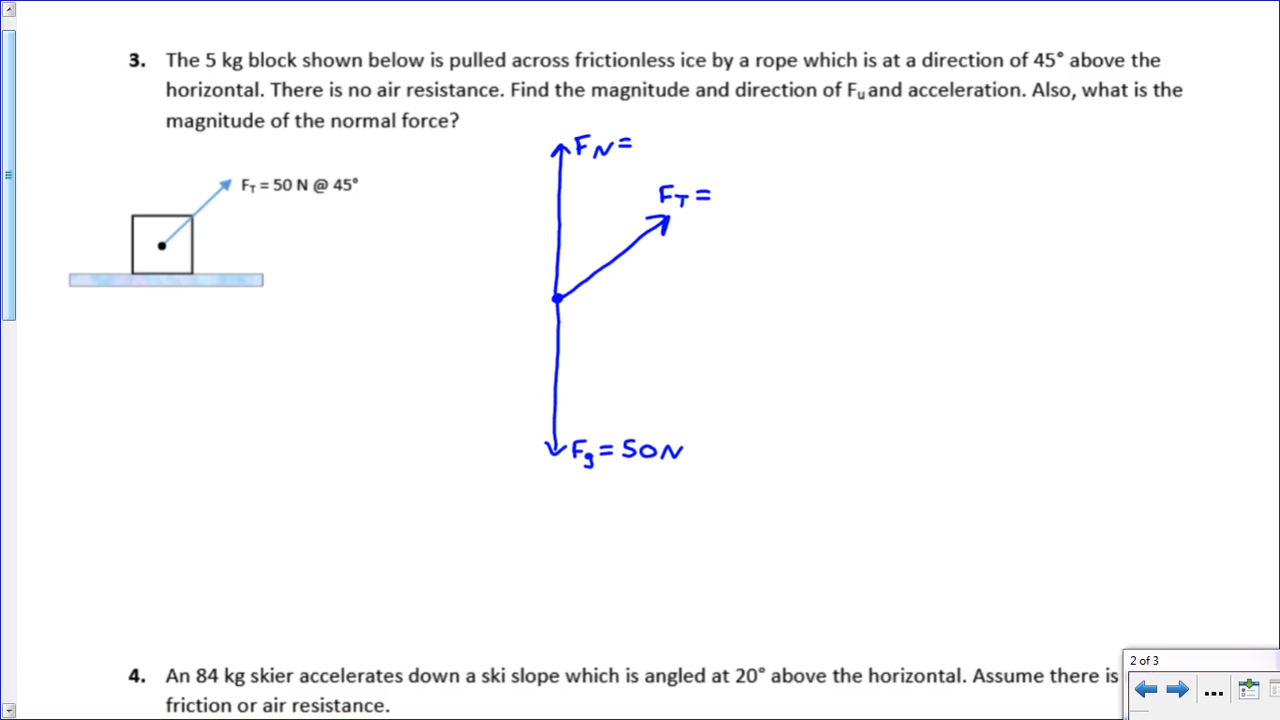 3. The 5 kg block shown below is pulled across frictionless ice by a rope which is at a direction of 45° above the
horizontal. There is no air resistance. Find the magnitude and direction of Fu and acceleration. Also, what is the
magnitude of the normal force?
FN =
FT = 50 N @ 45°
FT =
Fg = 50N
4. An 84 kg skier accelerates down a ski slope which is angled at 20° above the horizontal. Assume there is
friction or air resistance.
2 of 3
...